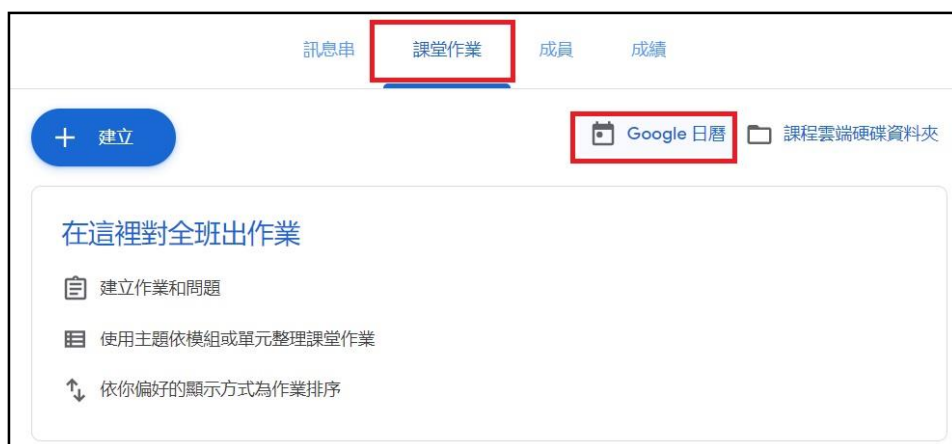 訊息串 課堂作業 成員 成績
+ 建立 Google 日曆 課程雲端硬碟資料夾
在這裡對全班出作業
建立作業和問題
使用主題依模組或單元整理課堂作業
依你偏好的顯示方式為作業排序